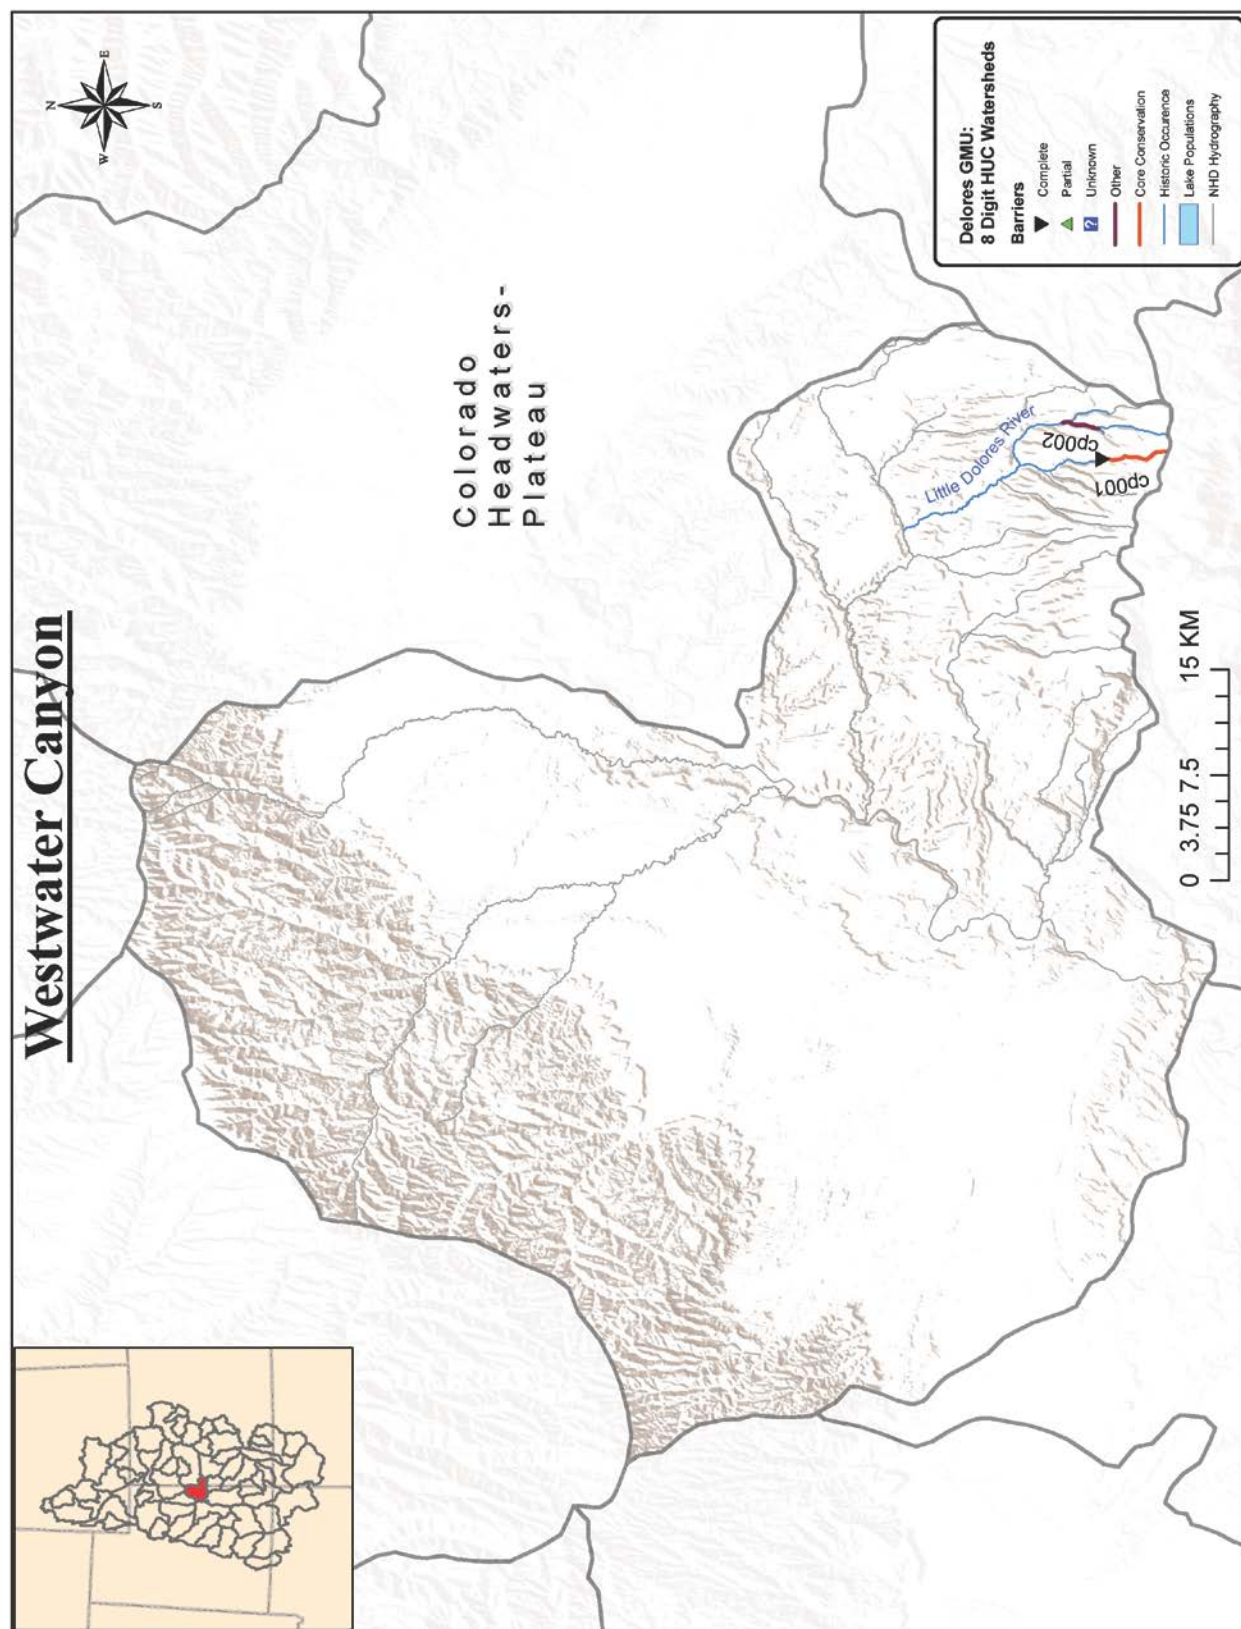 Westwater Canyon
N
W
E
S
Colorado
Headwaters-
Plateau
Little Dolores River
cp002
cp001
0 3.75 7.5 15 KM
Delores GMU:
8 Digit HUC Watersheds
Barriers
Complete
Partial
? Unknown
Other
Core Conservation
Historic Occurence
Lake Populations
NHD Hydrography